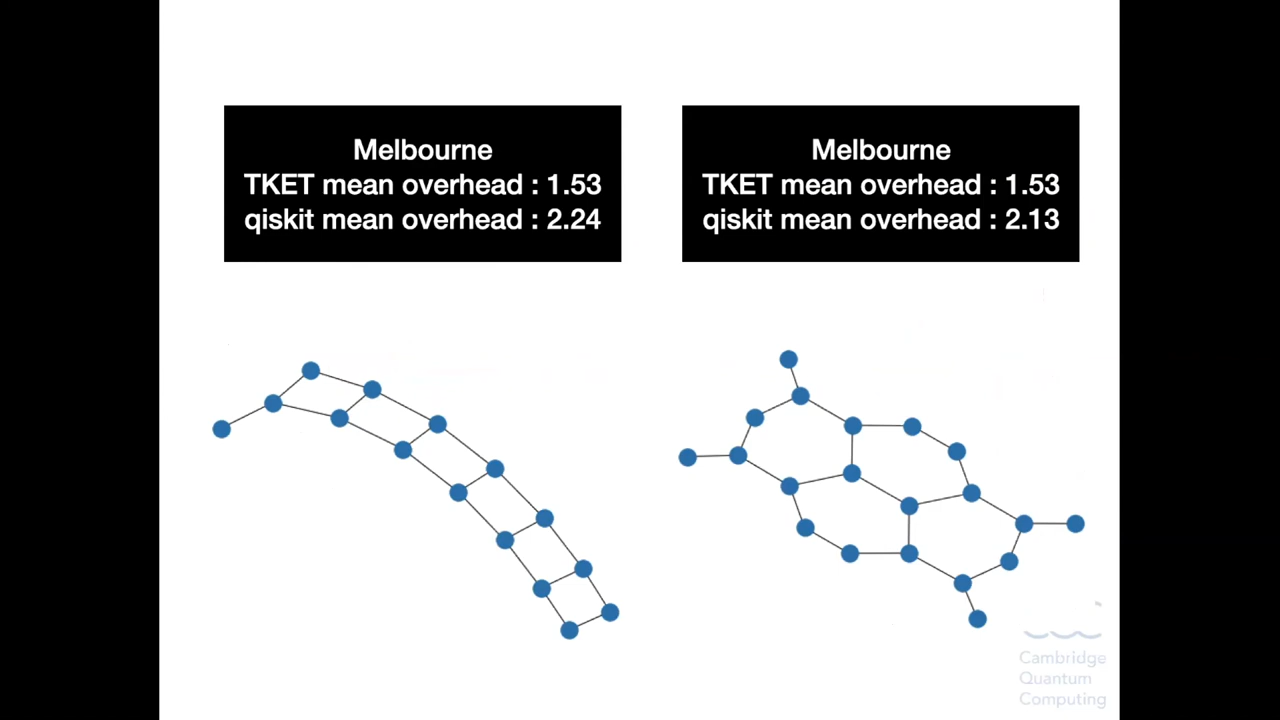 Melbourne
TKET mean overhead : 1.53
qiskit mean overhead : 2.24
Melbourne
TKET mean overhead : 1.53
qiskit mean overhead : 2.13
Cambridge
Quantum
Computing